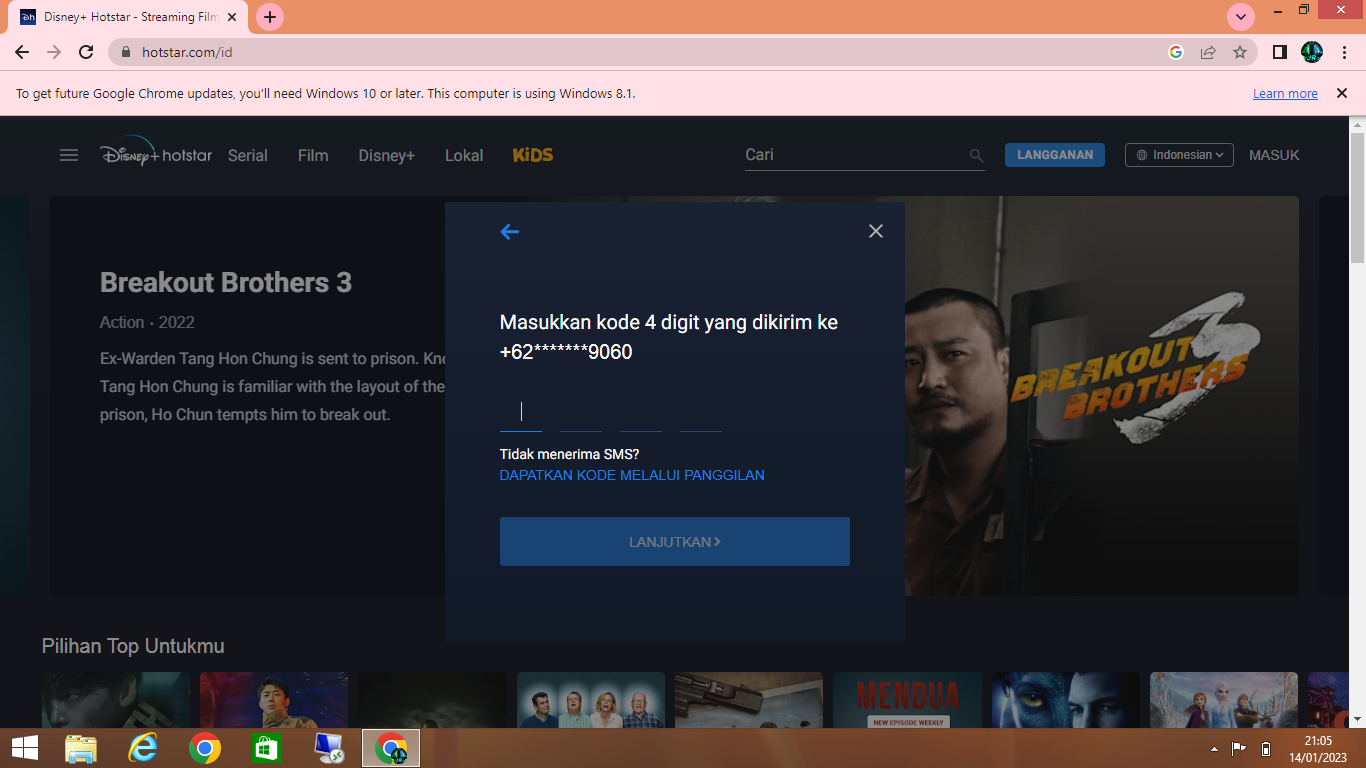 Disney+ Hotstar - Streaming Film
hotstar.com/id
To get future Google Chrome updates, you'll need Windows 10 or later. This computer is using Windows 8.1.
Learn more
Disney+ hotstar
Serial
Film
Disney+
Lokal
KiDS
Cari
LANGGANAN
Indonesian
MASUK
Breakout Brothers 3
Action • 2022
Ex-Warden Tang Hon Chung is sent to prison. Kno
Tang Hon Chung is familiar with the layout of the
prison, Ho Chun tempts him to break out.
Masukkan kode 4 digit yang dikirim ke
+62*******9060
Tidak menerima SMS?
DAPATKAN KODE MELALUI PANGGILAN
LANJUTKAN
BREAKOUT
BROTHERS
3
Pilihan Top Untukmu
MENDUA
NEW EPISODE WEEKLY
21:05
14/01/2023